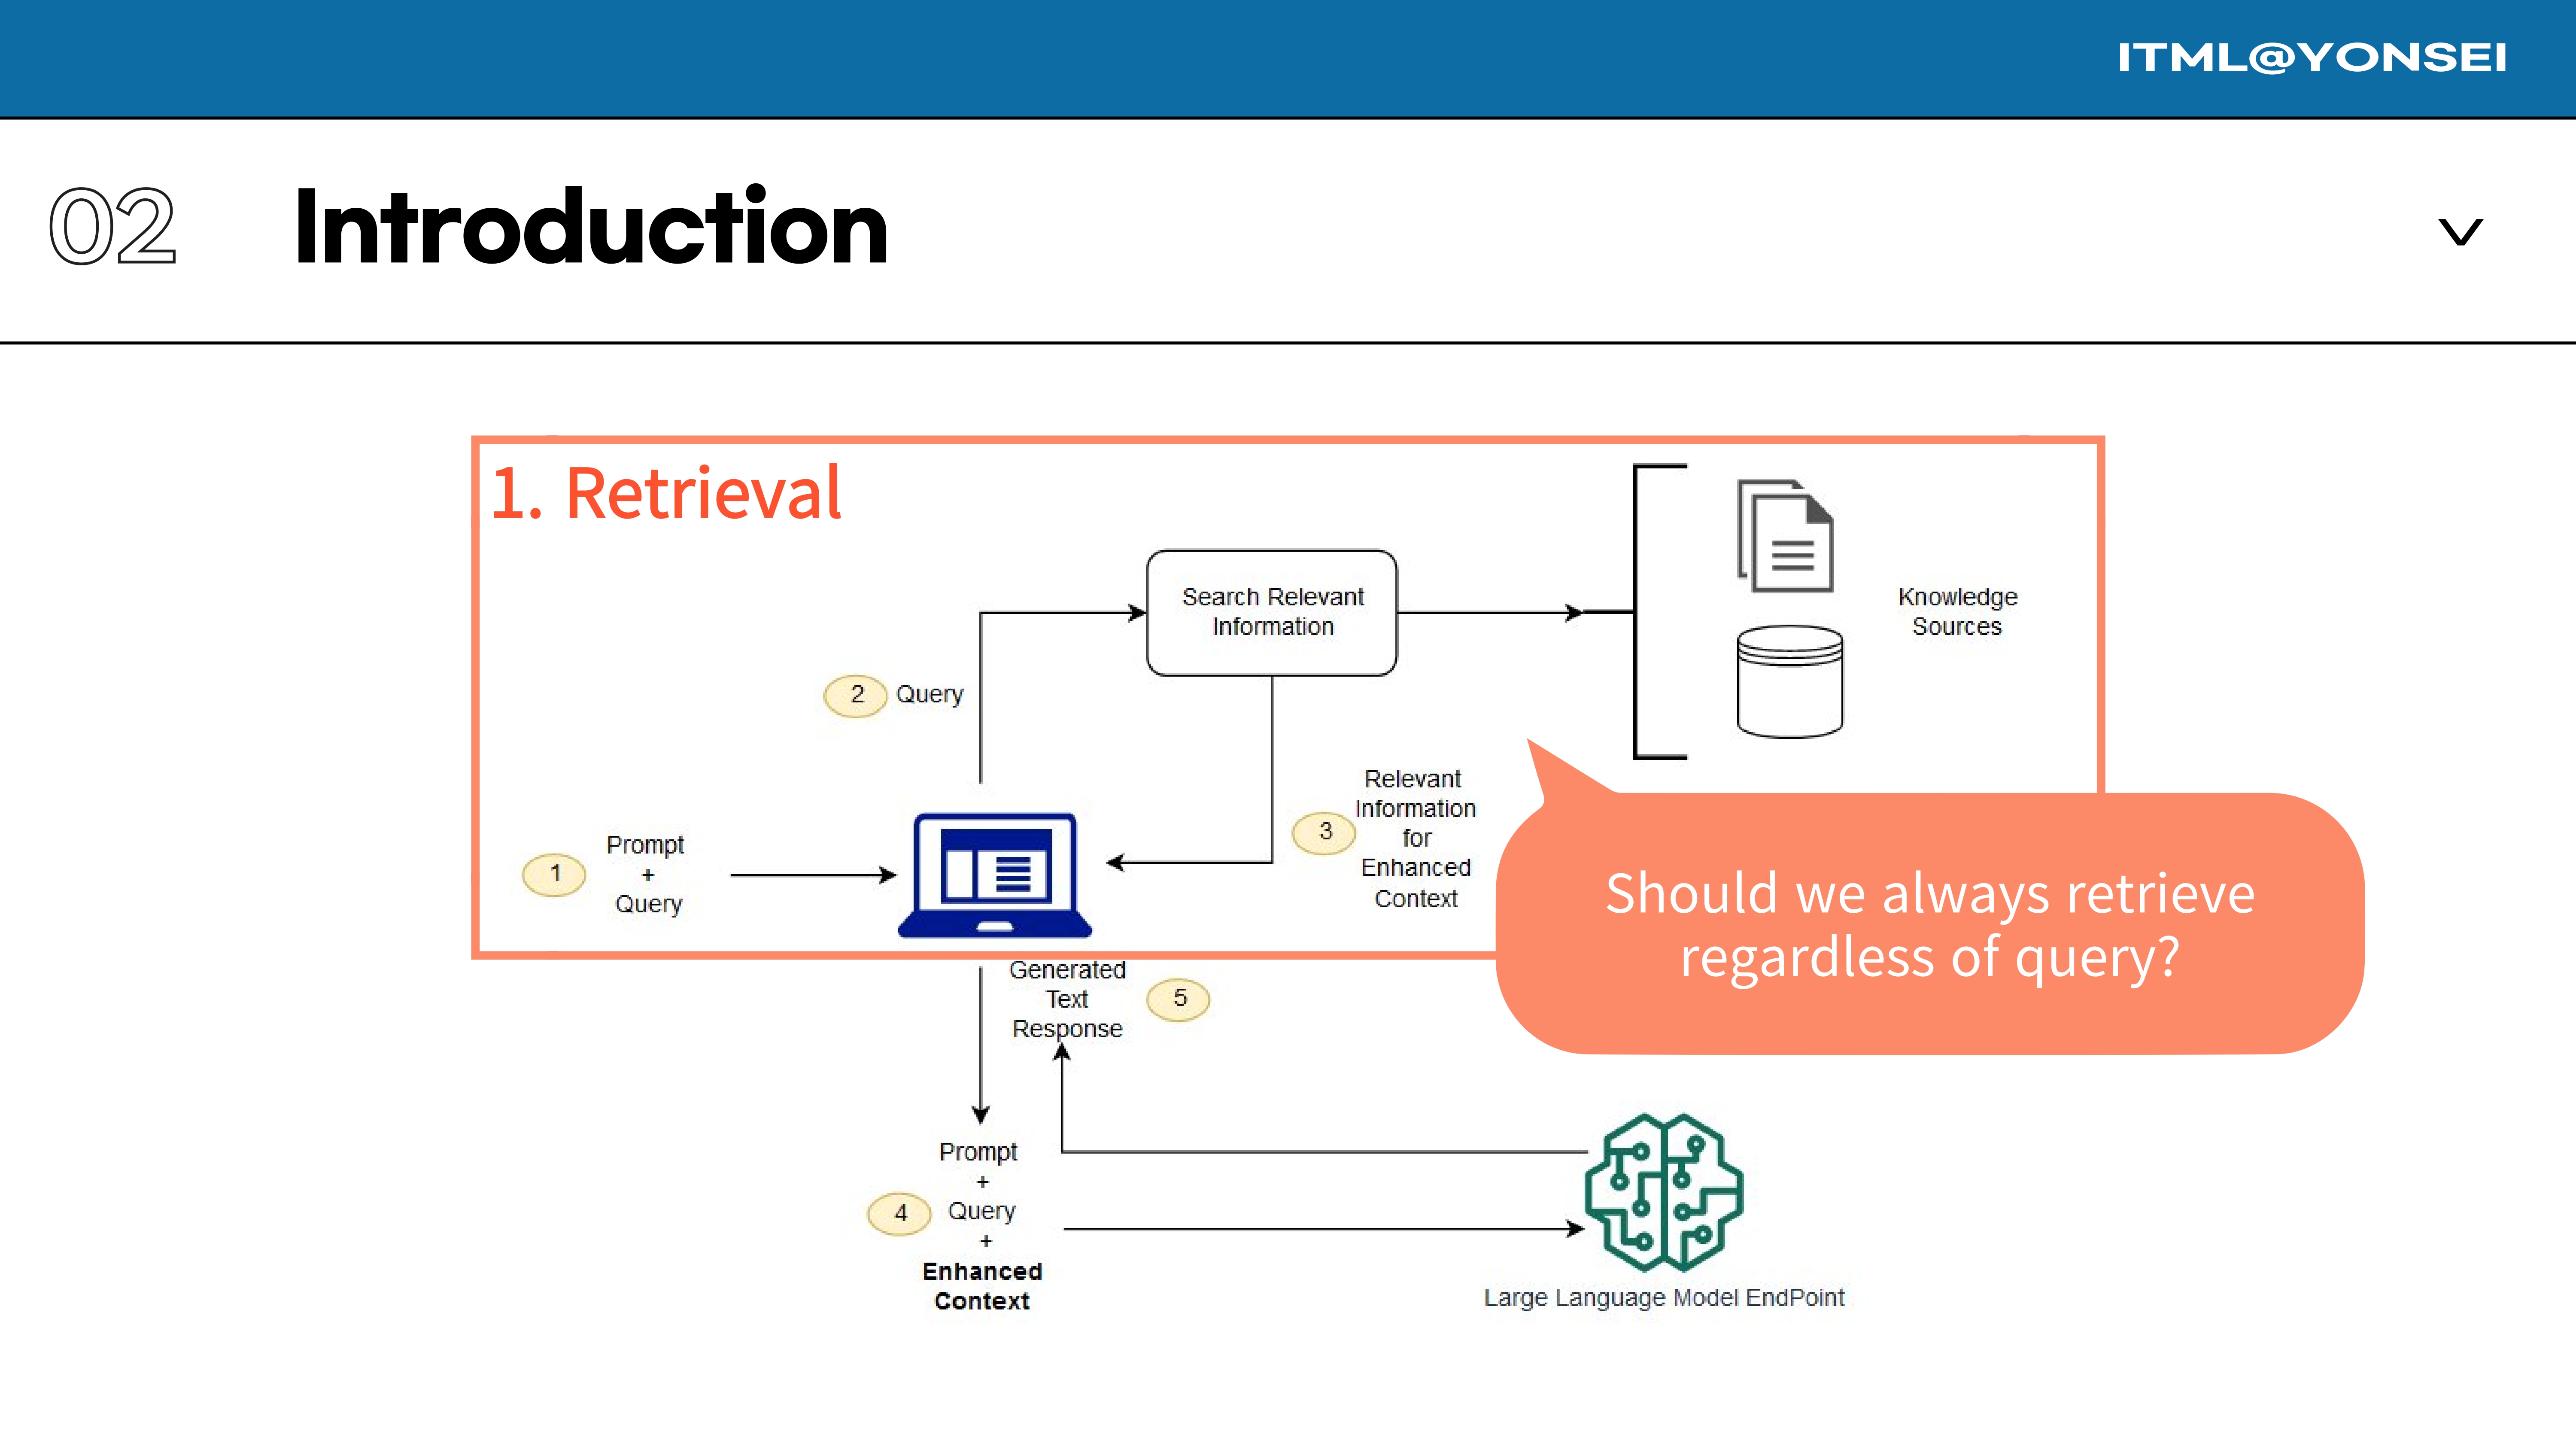 ITML@YONSEI
02 Introduction
1. Retrieval
Search Relevant
Information
Knowledge
Sources
2 Query
1
Prompt
+
Query
3
Relevant
Information
for
Enhanced
Context
Should we always retrieve
regardless of query?
Generated
Text
Response
5
4
Prompt
+
Query
+
Enhanced
Context
Large Language Model EndPoint